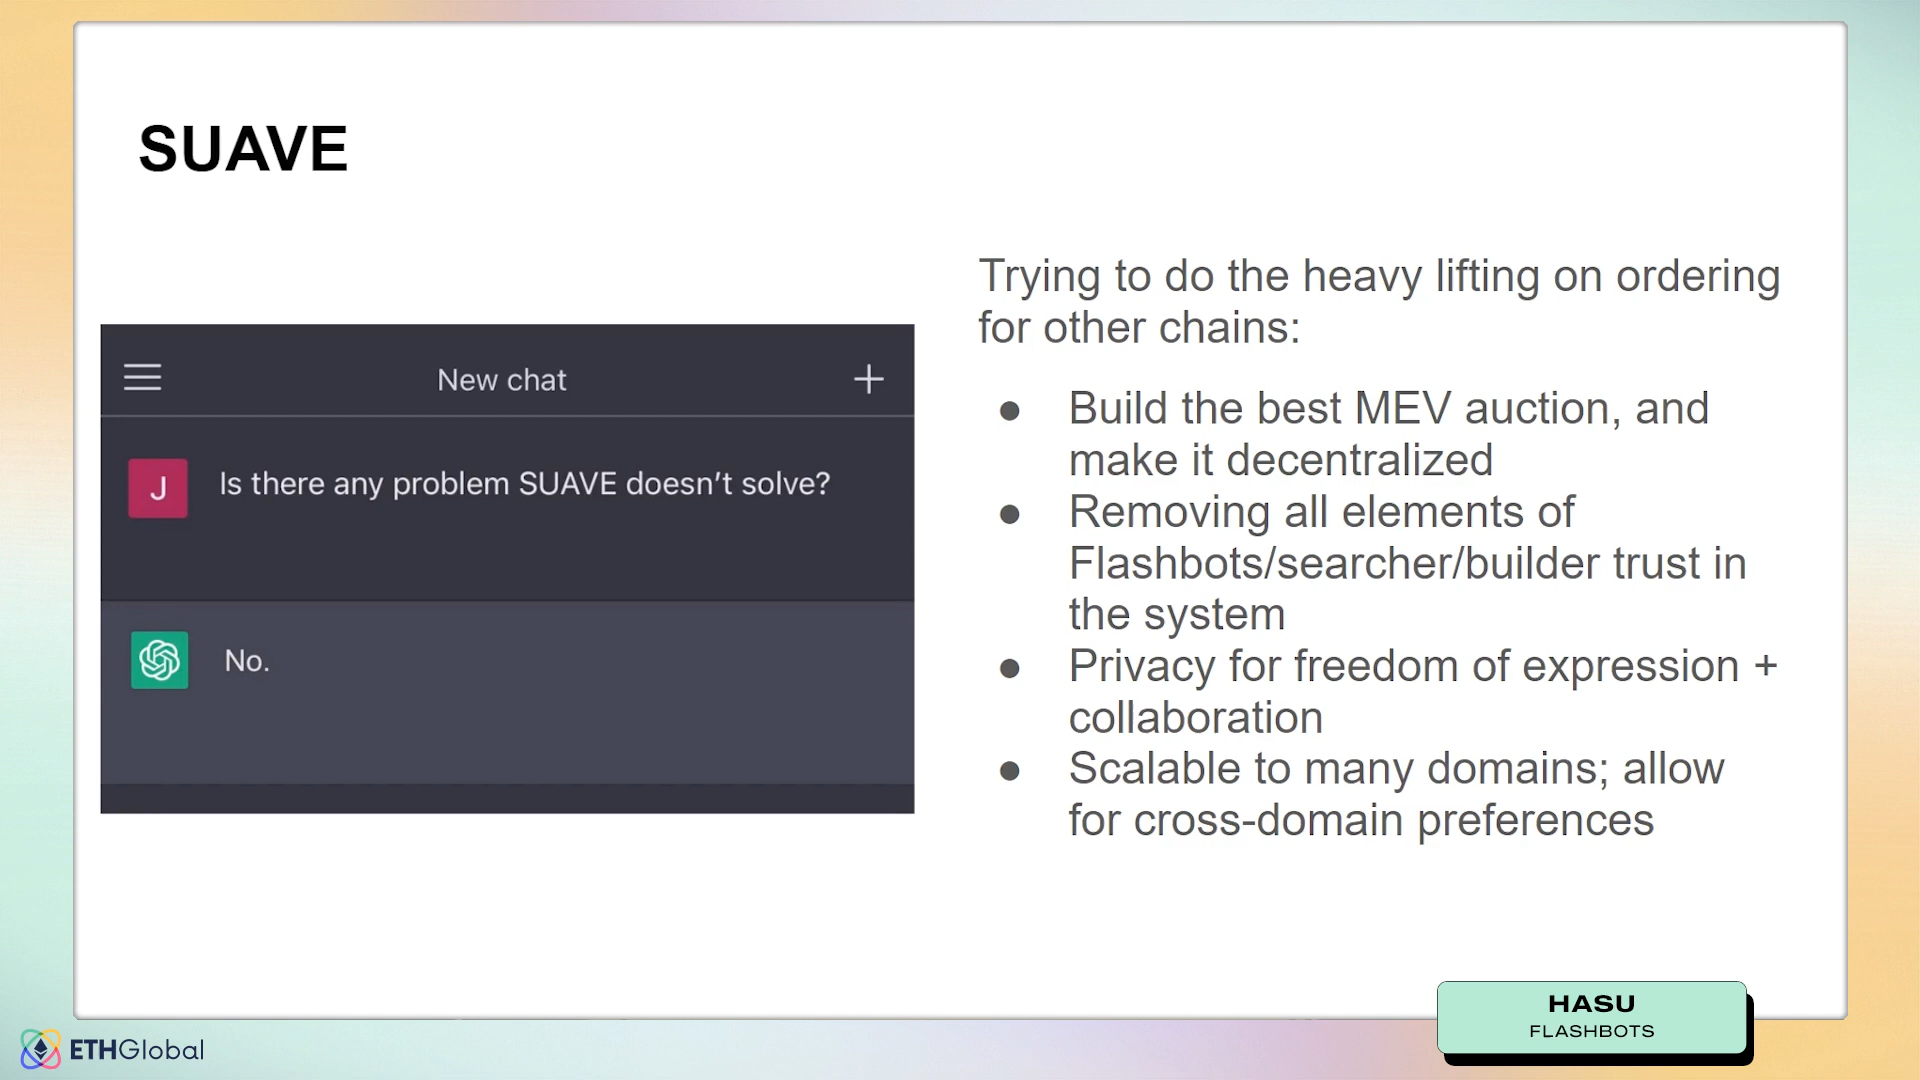 SUAVE
New chat
J
Is there any problem SUAVE doesn’t solve?
No.
Trying to do the heavy lifting on ordering
for other chains:
● Build the best MEV auction, and
make it decentralized
● Removing all elements of
Flashbots/searcher/builder trust in
the system
● Privacy for freedom of expression +
collaboration
● Scalable to many domains; allow
for cross-domain preferences
HASU
FLASHBOTS
ETHGlobal